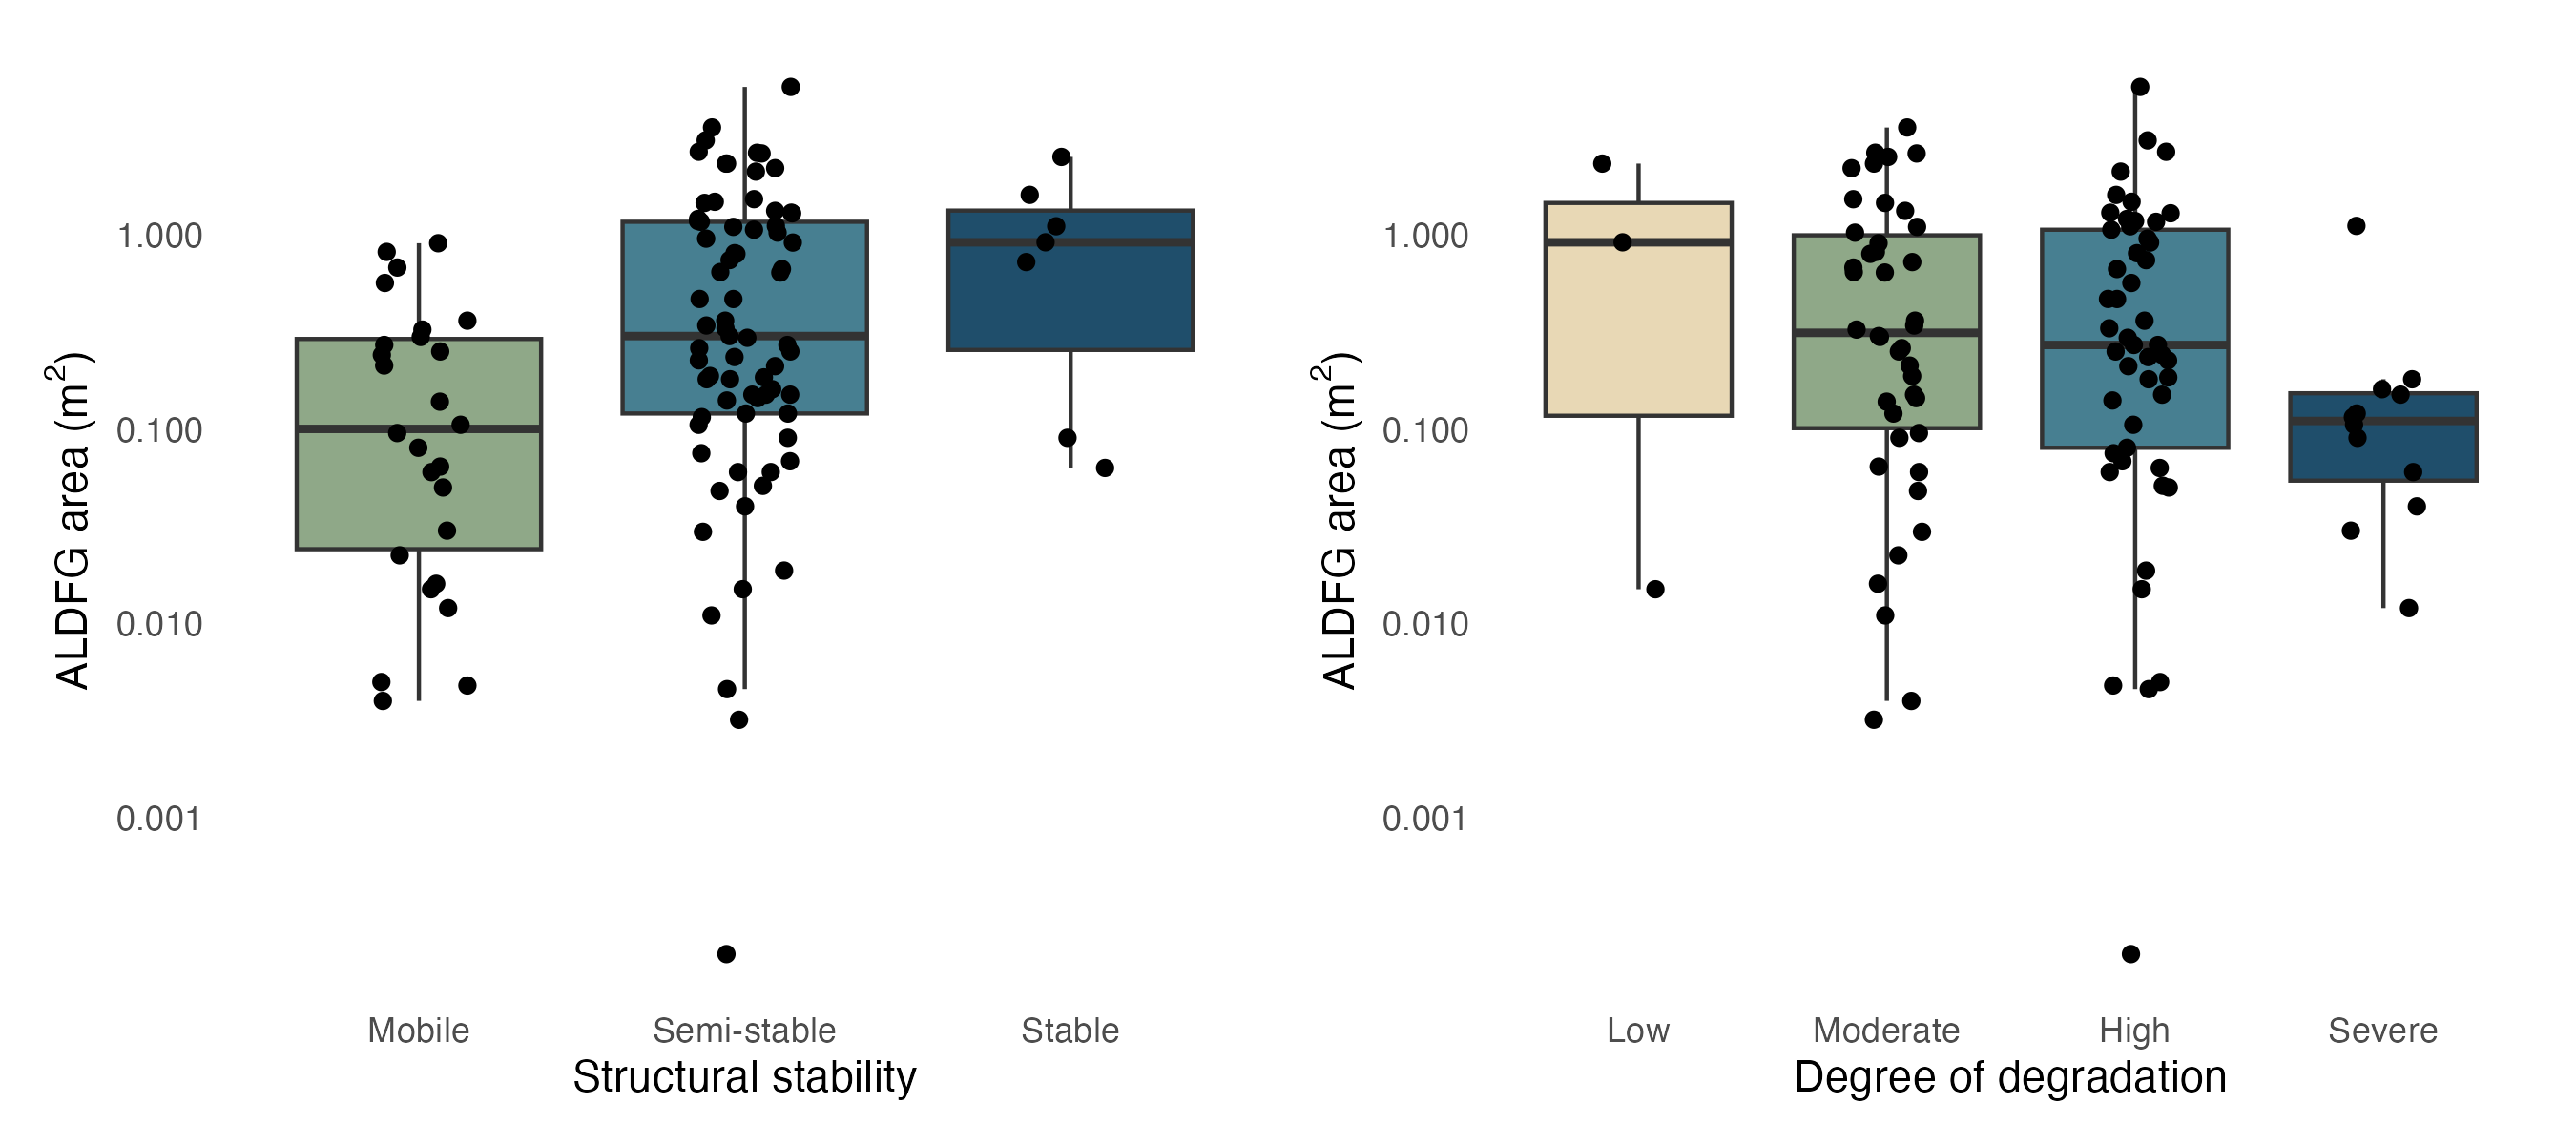 ALDFG area (m²)
1.000
0.100
0.010
0.001
Mobile Semi-stable Stable
Structural stability
ALDFG area (m²)
1.000
0.100
0.010
0.001
Low Moderate High Severe
Degree of degradation